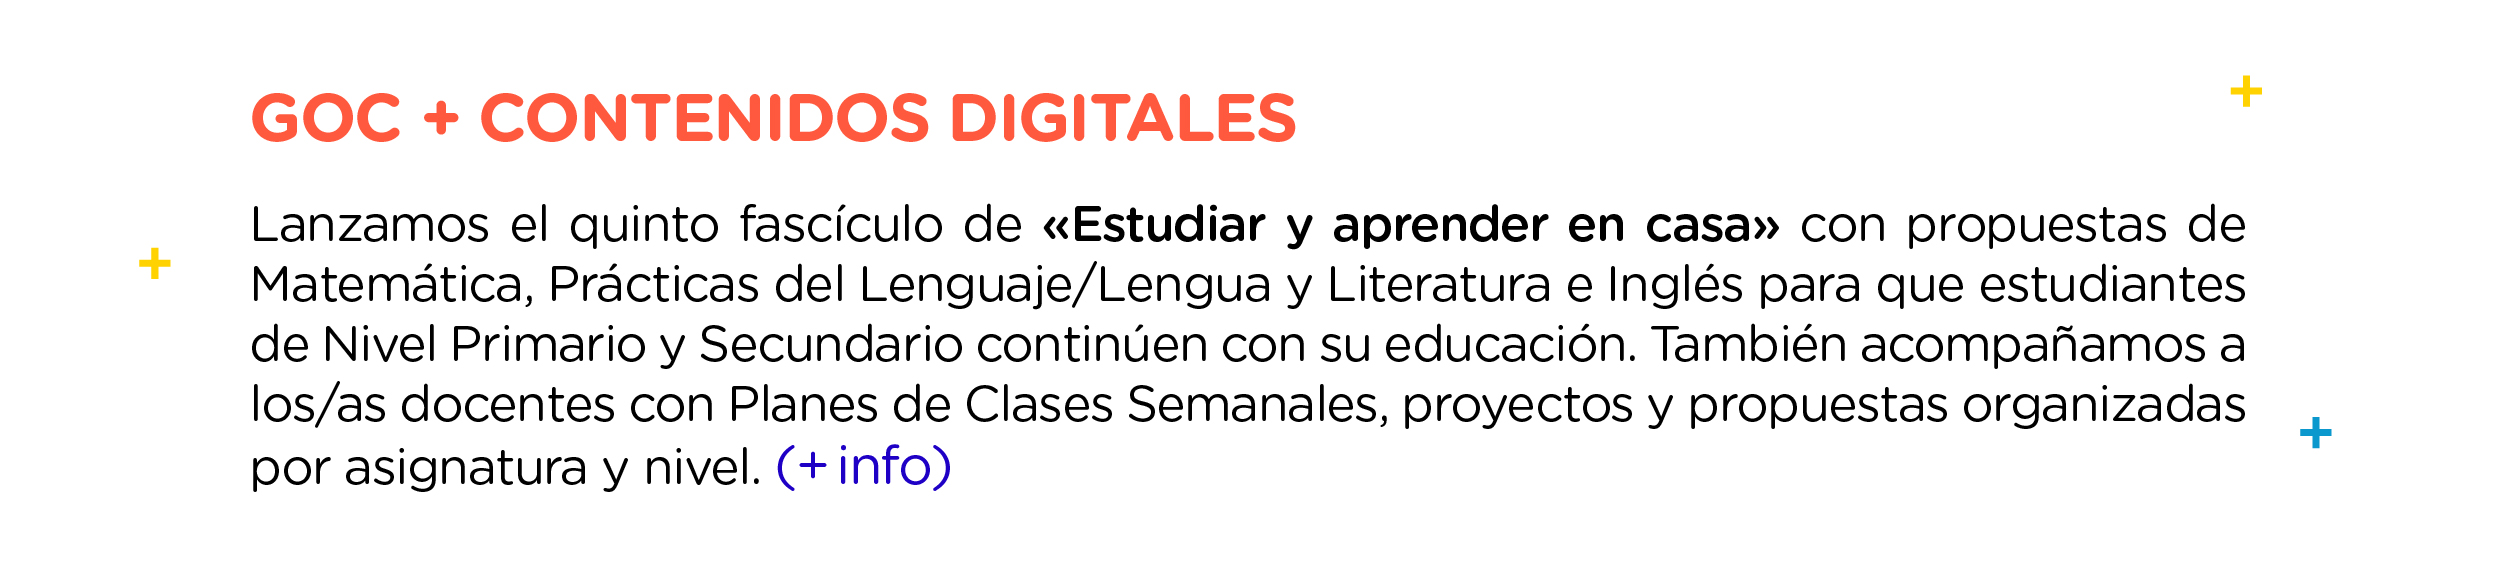 GOC + CONTENIDOS DIGITALES
Lanzamos el quinto fascículo de «Estudiar y aprender en casa» con propuestas de
Matemática, Prácticas del Lenguaje/Lengua y Literatura e Inglés para que estudiantes
de Nivel Primario y Secundario continúen con su educación. También acompañamos a
los/as docentes con Planes de Clases Semanales, proyectos y propuestas organizadas
por asignatura y nivel. (+ info)